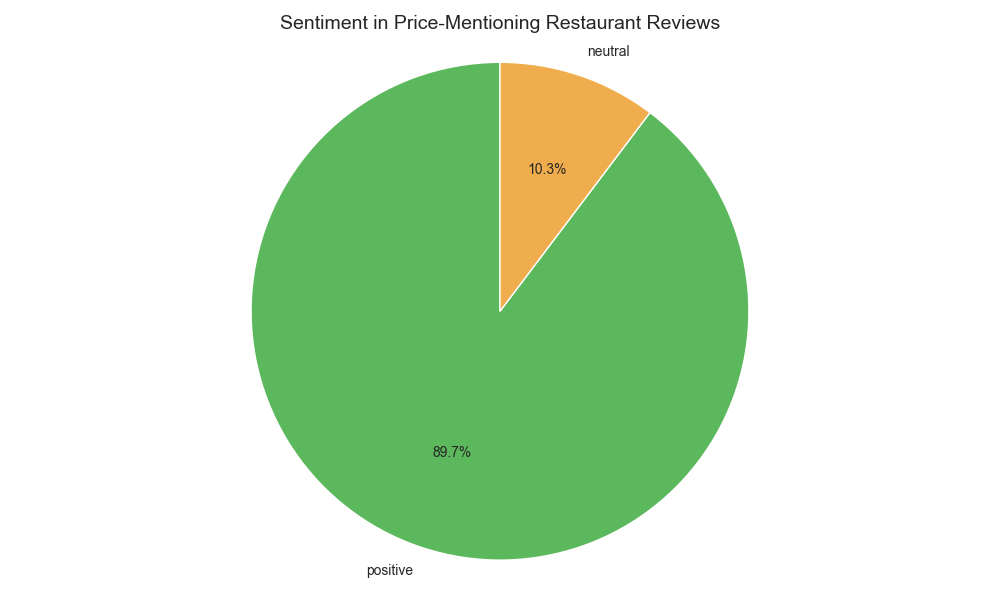 Sentiment in Price-Mentioning Restaurant Reviews
neutral
10.3%
89.7%
positive